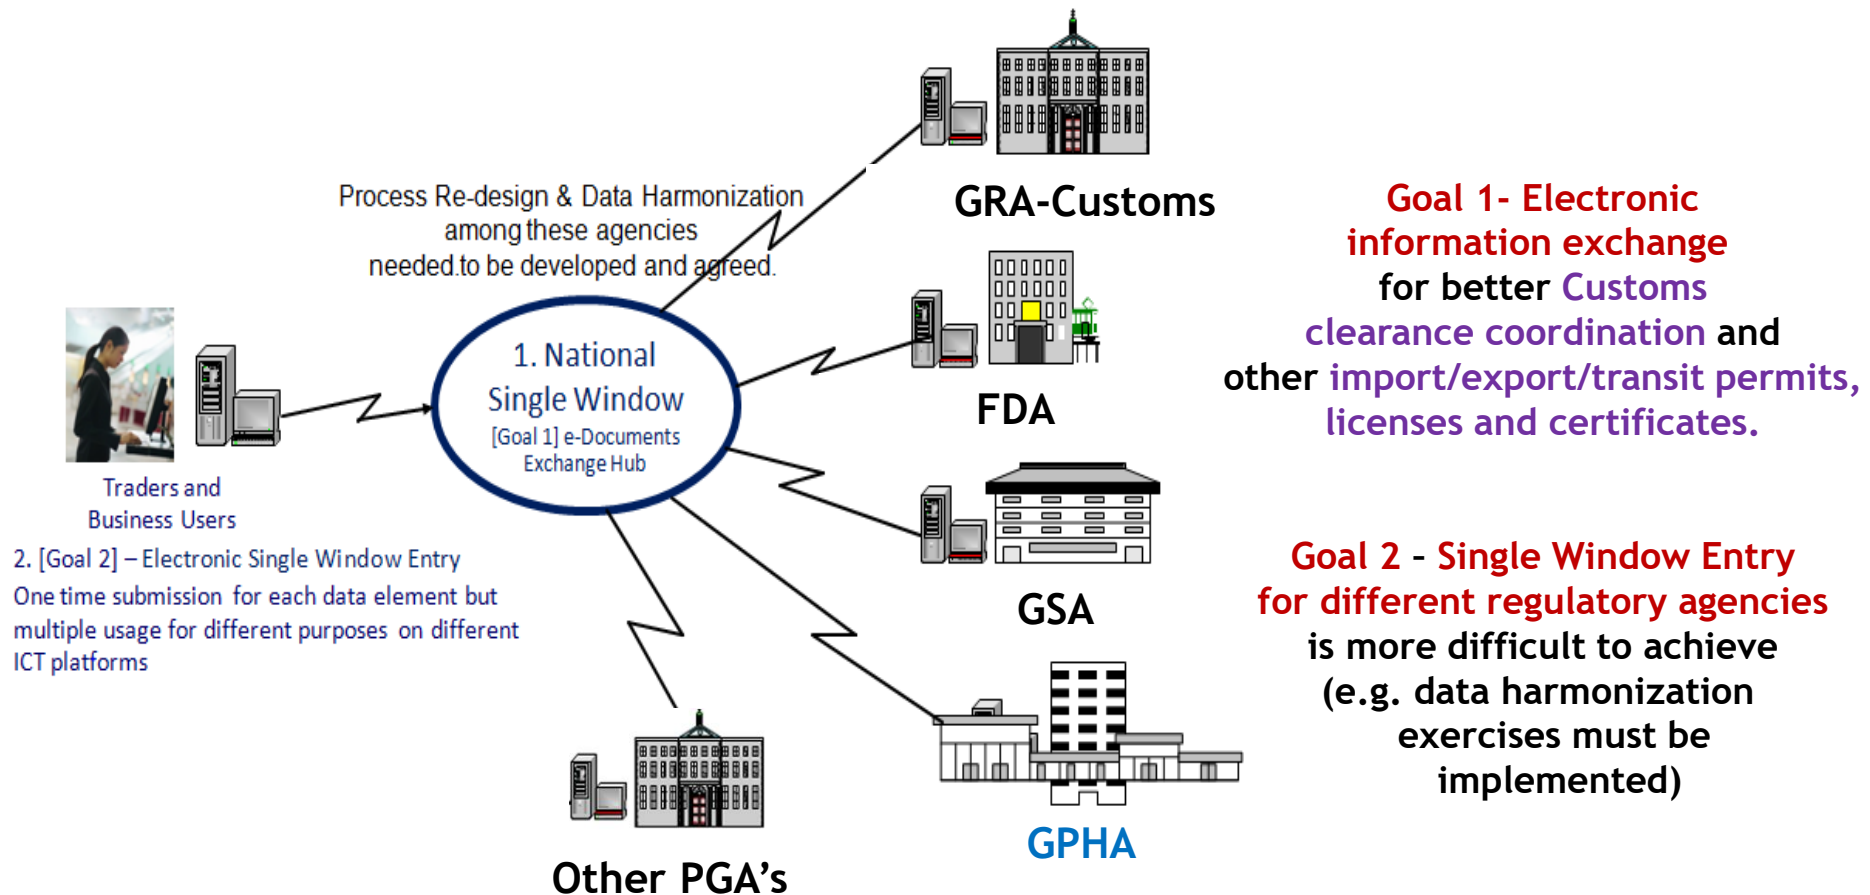 Process Re-design & Data Harmonization
among these agencies
needed.to be developed and agreed.
GRA-Customs
1. National
Single Window
[Goal 1] e-Documents
Exchange Hub
FDA
Traders and
Business Users
2. [Goal 2] – Electronic Single Window Entry
One time submission for each data element but
multiple usage for different purposes on different
ICT platforms
GSA
GPHA
Other PGA’s
Goal 1- Electronic
information exchange
for better Customs
clearance coordination and
other import/export/transit permits,
licenses and certificates.
Goal 2 – Single Window Entry
for different regulatory agencies
is more difficult to achieve
(e.g. data harmonization
exercises must be
implemented)